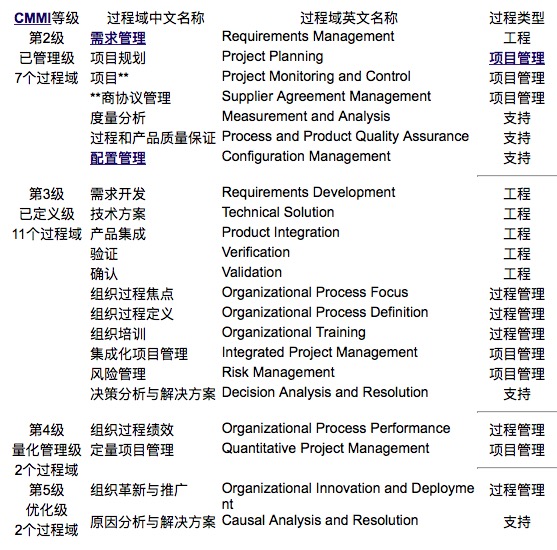 CMMI等级 过程域中文名称 过程域英文名称 过程类型
第2级 需求管理 Requirements Management 工程
已管理级 项目规划 Project Planning 项目管理
7个过程域 项目** Project Monitoring and Control 项目管理
**商协议管理 Supplier Agreement Management 项目管理
度量分析 Measurement and Analysis 支持
过程和产品质量保证 Process and Product Quality Assurance 支持
配置管理 Configuration Management 支持
第3级 需求开发 Requirements Development 工程
已定义级 技术方案 Technical Solution 工程
11个过程域 产品集成 Product Integration 工程
验证 Verification 工程
确认 Validation 工程
组织过程焦点 Organizational Process Focus 过程管理
组织过程定义 Organizational Process Definition 过程管理
组织培训 Organizational Training 过程管理
集成化项目管理 Integrated Project Management 项目管理
风险管理 Risk Management 项目管理
决策分析与解决方案 Decision Analysis and Resolution 支持
第4级 组织过程绩效 Organizational Process Performance 过程管理
量化管理级 定量项目管理 Quantitative Project Management 项目管理
2个过程域
第5级 组织革新与推广 Organizational Innovation and Deployme 过程管理
优化级 nt
2个过程域 原因分析与解决方案 Causal Analysis and Resolution 支持